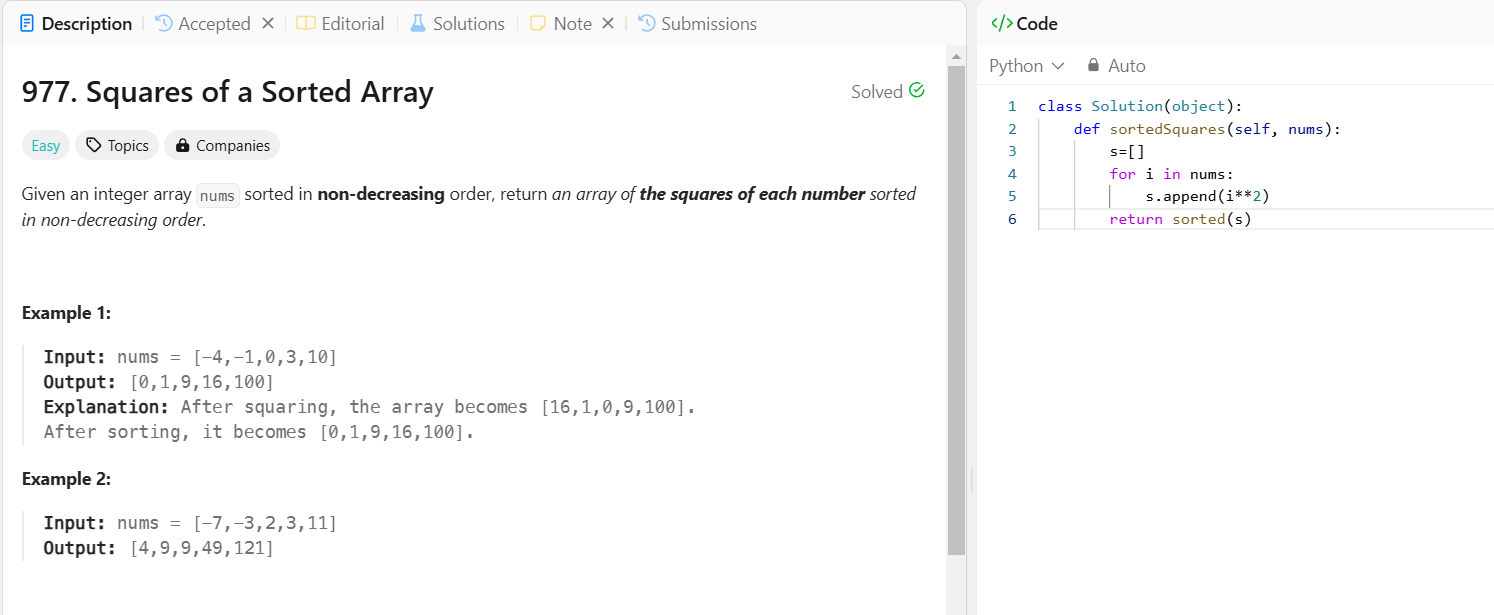 Description Accepted Editorial Solutions Note Submissions
977. Squares of a Sorted Array
Solved
Easy Topics Companies
Given an integer array nums sorted in non-decreasing order, return an array of the squares of each number sorted
in non-decreasing order.
Example 1:
Input: nums = [-4,-1,0,3,10]
Output: [0,1,9,16,100]
Explanation: After squaring, the array becomes [16,1,0,9,100].
After sorting, it becomes [0,1,9,16,100].
Example 2:
Input: nums = [-7,-3,2,3,11]
Output: [4,9,9,49,121]
</> Code
Python Auto
1 class Solution(object):
2 def sortedSquares(self, nums):
3 s=[]
4 for i in nums:
5 s.append(i**2)
6 return sorted(s)